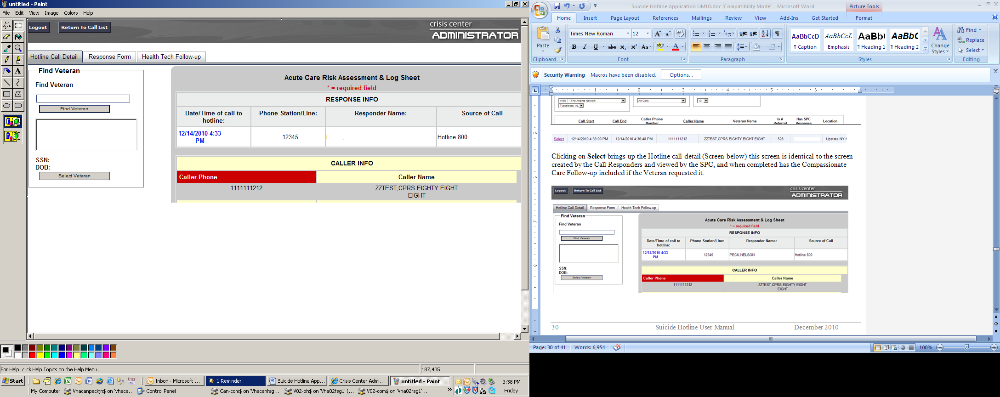 untitled - Paint
File Edit View Image Colors Help
Logout
Return To Call List
crisis center
ADMINISTRATOR
Hotline Call Detail
Response Form
Health Tech Follow-up
Find Veteran
Find Veteran
Find Veteran
SSN:
DOB:
Select Veteran
Acute Care Risk Assessment & Log Sheet
* = required field
RESPONSE INFO
Date/Time of call to
hotline:
Phone Station/Line:
Responder Name:
Source of Call
12/14/2010 4:33
PM
12345
Hotline 800
CALLER INFO
Caller Phone
Caller Name
1111111212
ZZTEST,CPRS EIGHTY EIGHT
EIGHT
For Help, click Help Topics on the Help Menu.
187,435
Start
Inbox - Microsoft ...
1 Reminder
Suicide Hotline App...
Crisis Center Admi...
untitled - Paint
3:38 PM
My Computer
Vhacanpeckjn$ on 'vhaca...
Control Panel
Can-com$ on 'Vhacanfsg...
V02-bh$ on 'Vha02fsg1' (...
V02-com$ on 'Vha02fsg1'...
»
Friday
Suicide Hotline Application UM10.doc [Compatibility Mode] - Microsoft Word
Picture Tools
Home Insert Page Layout References Mailings Review View Add-Ins Get Started Format
Paste
Clipboard
Times New Roman
12
Font
Paragraph
AaBbCcD
¶ Caption
AaBbCcL
Emphasis
AaBb(
¶ Heading 1
AaBbC
¶ Heading 2
Change
Styles
Styles
Find
Replace
Select
Editing
Security Warning Macros have been disabled.
Options...
1 2 3 4 5 6
VISN 7 - The Atlanta Network
Tuscaloosa, AL
All Calls
10
Call Start
Call End
Caller Phone
Number
Caller Name
Veteran Name
Is A
Referral
Has SPC
Response
Location
Select
12/14/2010 4:33:00 PM
12/14/2010 4:36:48 PM
1111111212
ZZTEST,CPRS EIGHTY EIGHT EIGHT
528
Upstate NY
Clicking on Select brings up the Hotline call detail (Screen below) this screen is identical to the screen
created by the Call Responders and viewed by the SPC, and when completed has the Compassionate
Care Follow-up included if the Veteran requested it.
Logout
Return To Call List
crisis center
ADMINISTRATOR
Hotline Call Detail
Response Form
Health Tech Follow-up
Find Veteran
Find Veteran
Find Veteran
SSN:
DOB:
Select Veteran
Acute Care Risk Assessment & Log Sheet
* = required field
RESPONSE INFO
Date/Time of call to
hotline:
Phone Station/Line:
Responder Name:
Source of Call
12/14/2010 4:33
PM
12345
PECK,NELSON
Hotline 800
CALLER INFO
Caller Phone
Caller Name
1111111212
ZZTEST,CPRS EIGHTY EIGHT
EIGHT
30
Suicide Hotline User Manual
December 2010
Page: 30 of 41
Words: 6,954
100%